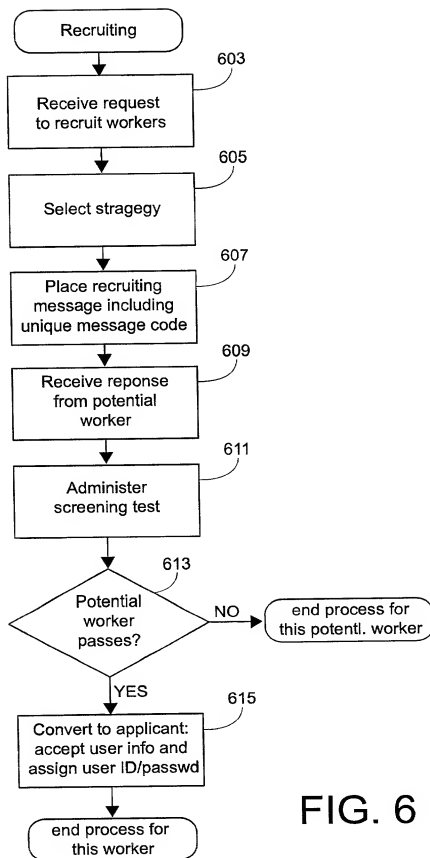 Recruiting
603
Receive request
to recruit workers
605
Select stragegy
607
Place recruiting
message including
unique message code
609
Receive reponse
from potential
worker
611
Administer
screening test
613
Potential
worker
passes?
NO
end process for
this potentl. worker
YES
615
Convert to applicant:
accept user info and
assign user ID/passwd
end process for
this worker
FIG. 6